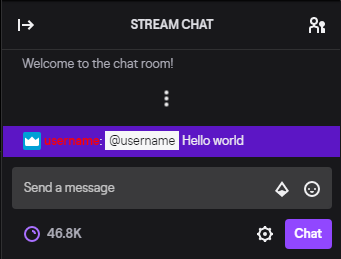 STREAM CHAT
Welcome to the chat room!
username: @username Hello world
Send a message
46.8K
Chat